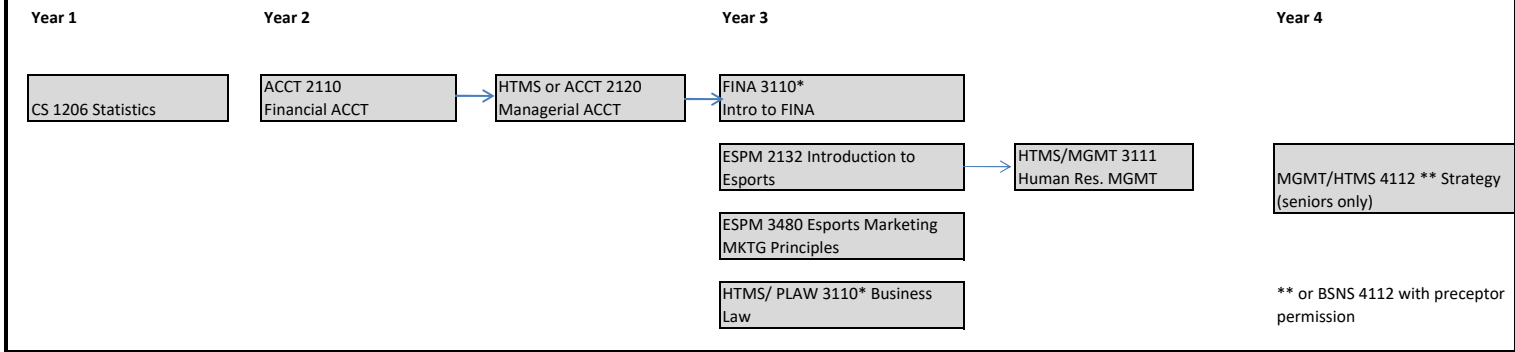 Year 1
Year 2
Year 3
Year 4
CS 1206 Statistics
ACCT 2110
Financial ACCT
HTMS or ACCT 2120
Managerial ACCT
FINA 3110*
Intro to FINA
ESPM 2132 Introduction to
Esports
HTMS/MGMT 3111
Human Res. MGMT
MGMT/HTMS 4112 ** Strategy
(seniors only)
ESPM 3480 Esports Marketing
MKTG Principles
HTMS/ PLAW 3110* Business
Law
** or BSNS 4112 with preceptor
permission